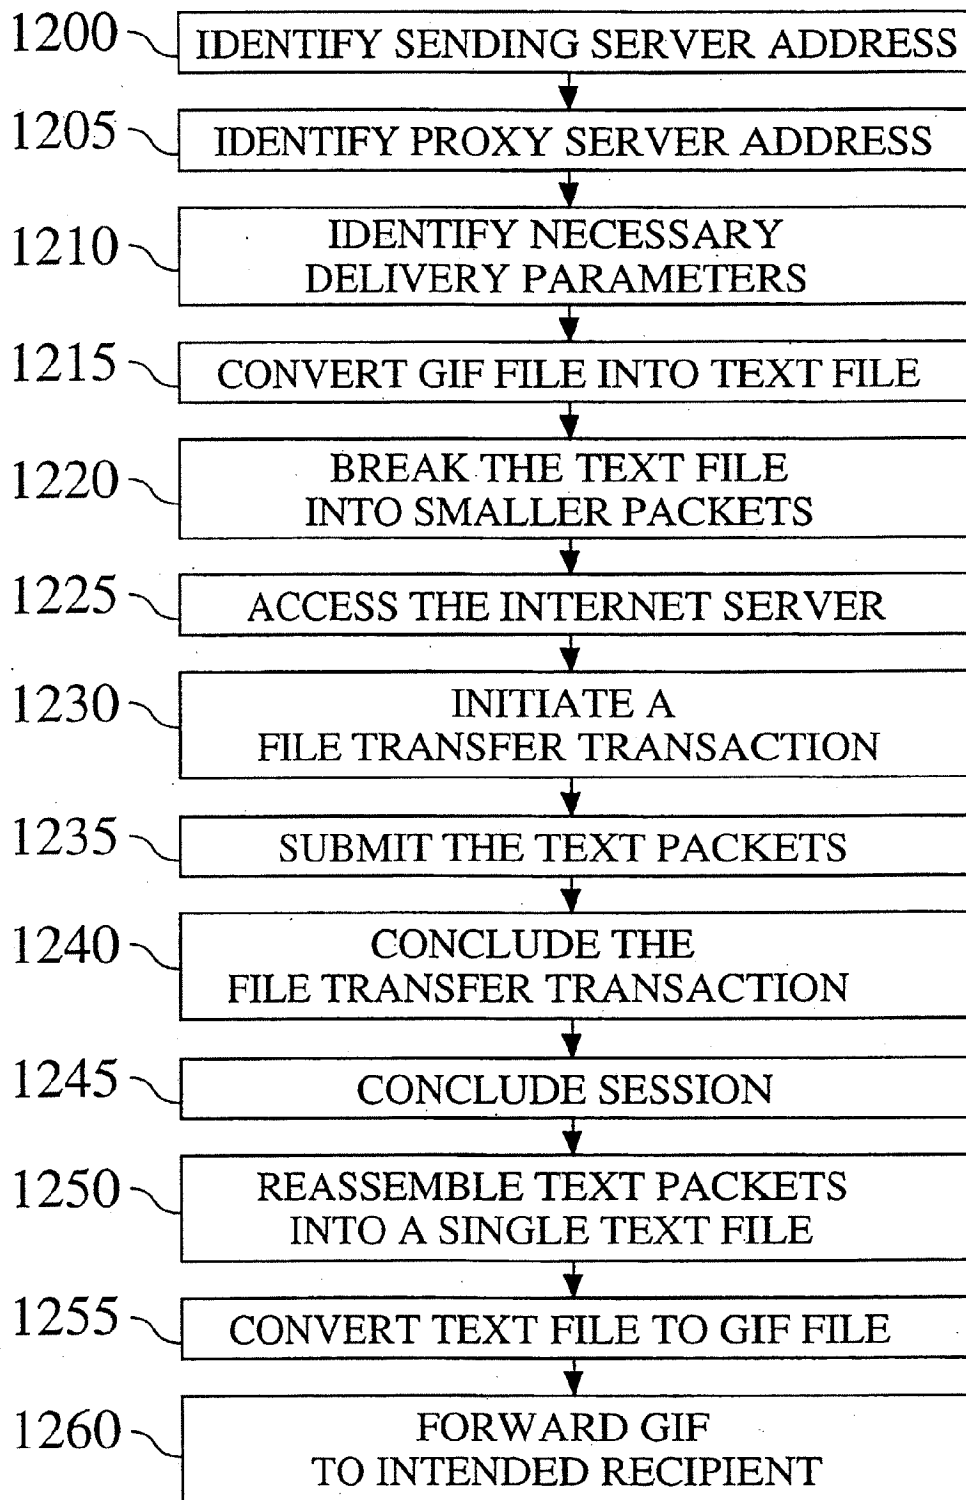 1200 IDENTIFY SENDING SERVER ADDRESS
1205 IDENTIFY PROXY SERVER ADDRESS
1210 IDENTIFY NECESSARY
DELIVERY PARAMETERS
1215 CONVERT GIF FILE INTO TEXT FILE
1220 BREAK THE TEXT FILE
INTO SMALLER PACKETS
1225 ACCESS THE INTERNET SERVER
1230 INITIATE A
FILE TRANSFER TRANSACTION
1235 SUBMIT THE TEXT PACKETS
1240 CONCLUDE THE
FILE TRANSFER TRANSACTION
1245 CONCLUDE SESSION
1250 REASSEMBLE TEXT PACKETS
INTO A SINGLE TEXT FILE
1255 CONVERT TEXT FILE TO GIF FILE
1260 FORWARD GIF
TO INTENDED RECIPIENT